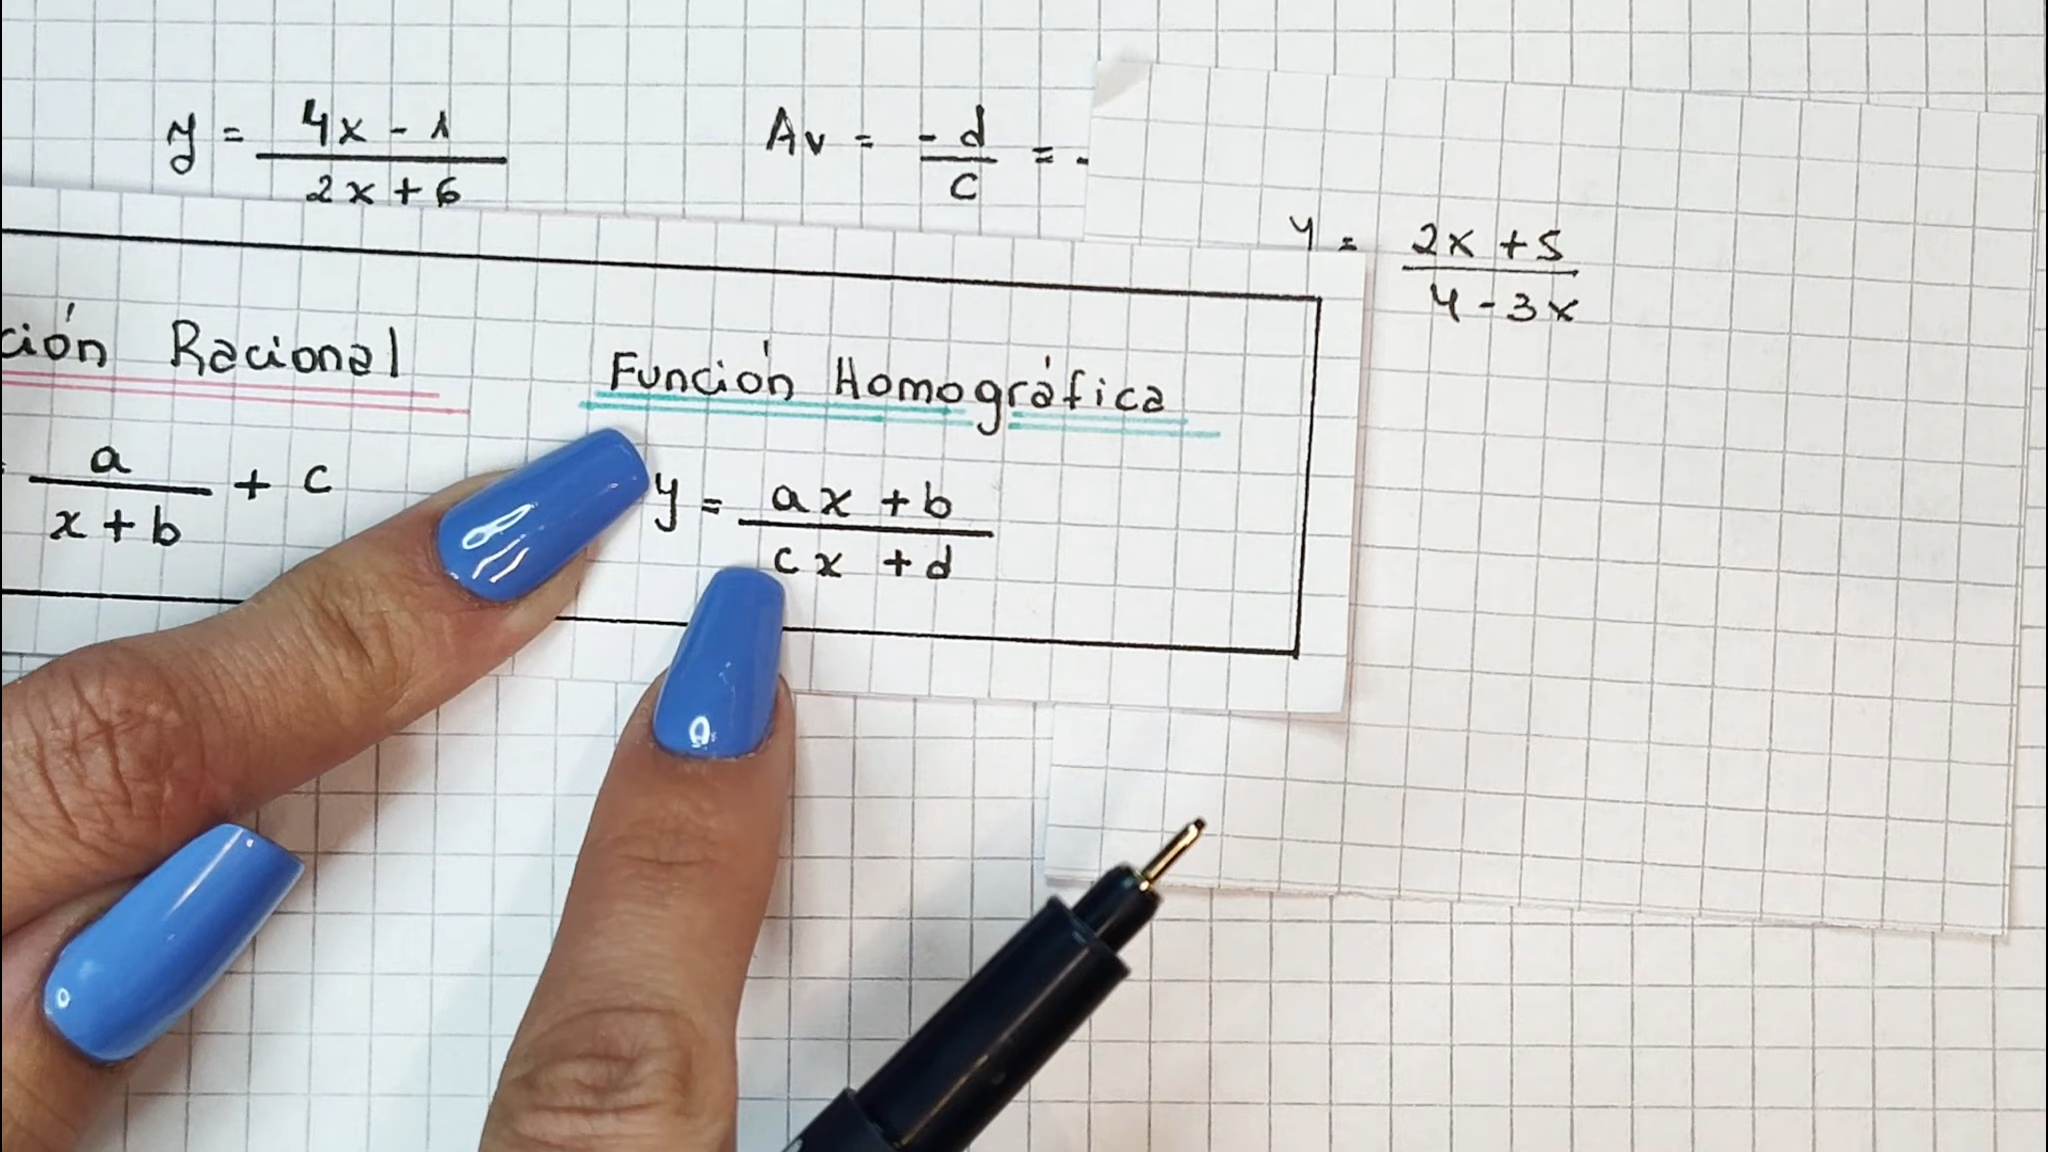 y = 4x - 1 / 2x + 6
Av = -d / c = -
y = 2x + 5 / 4 - 3x
ción Racional
a / x + b + c
Función Homográfica
y = ax + b / cx + d